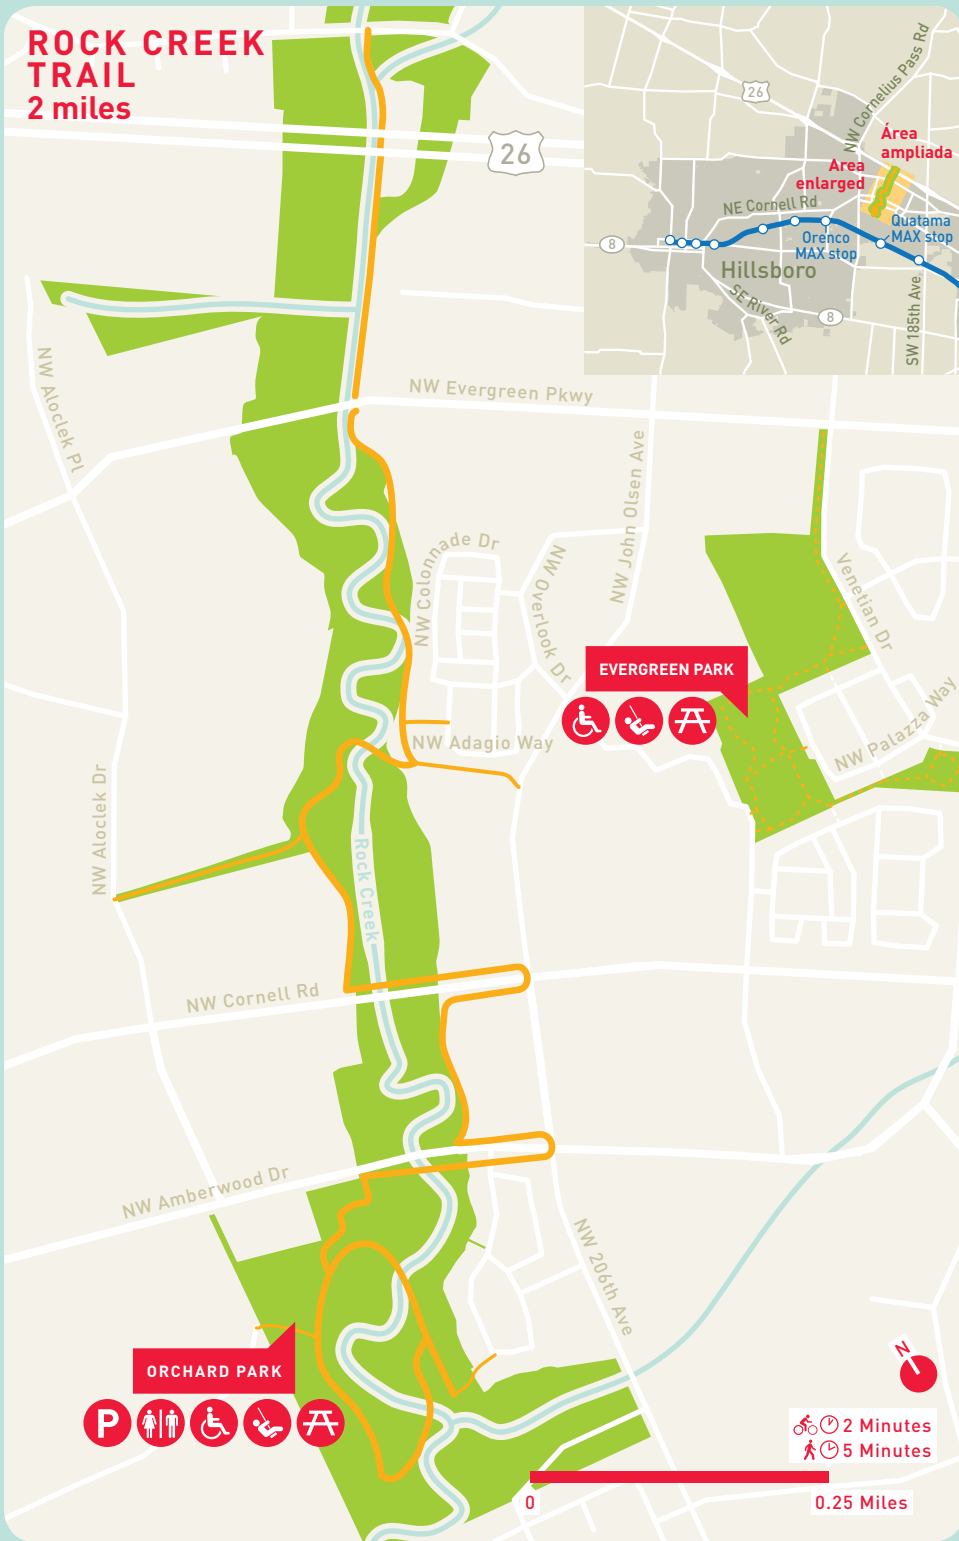 ROCK CREEK
TRAIL
2 miles
26
26
NW Cornelius Pass Rd
Área
ampliada
Area
enlarged
NE Cornell Rd
Quatama
MAX stop
Orenco
MAX stop
8
Hillsboro
SE River Rd
8
SW 185th Ave
NW Aloclek Pl
NW Evergreen Pkwy
NW John Olsen Ave
NW Colonnade Dr
NW Overlook Dr
Venetian Dr
EVERGREEN PARK
NW Palazza Way
NW Adagio Way
NW Aloclek Dr
Rock Creek
NW Cornell Rd
NW Amberwood Dr
NW 206th Ave
N
ORCHARD PARK
P
2 Minutes
5 Minutes
0
0.25 Miles